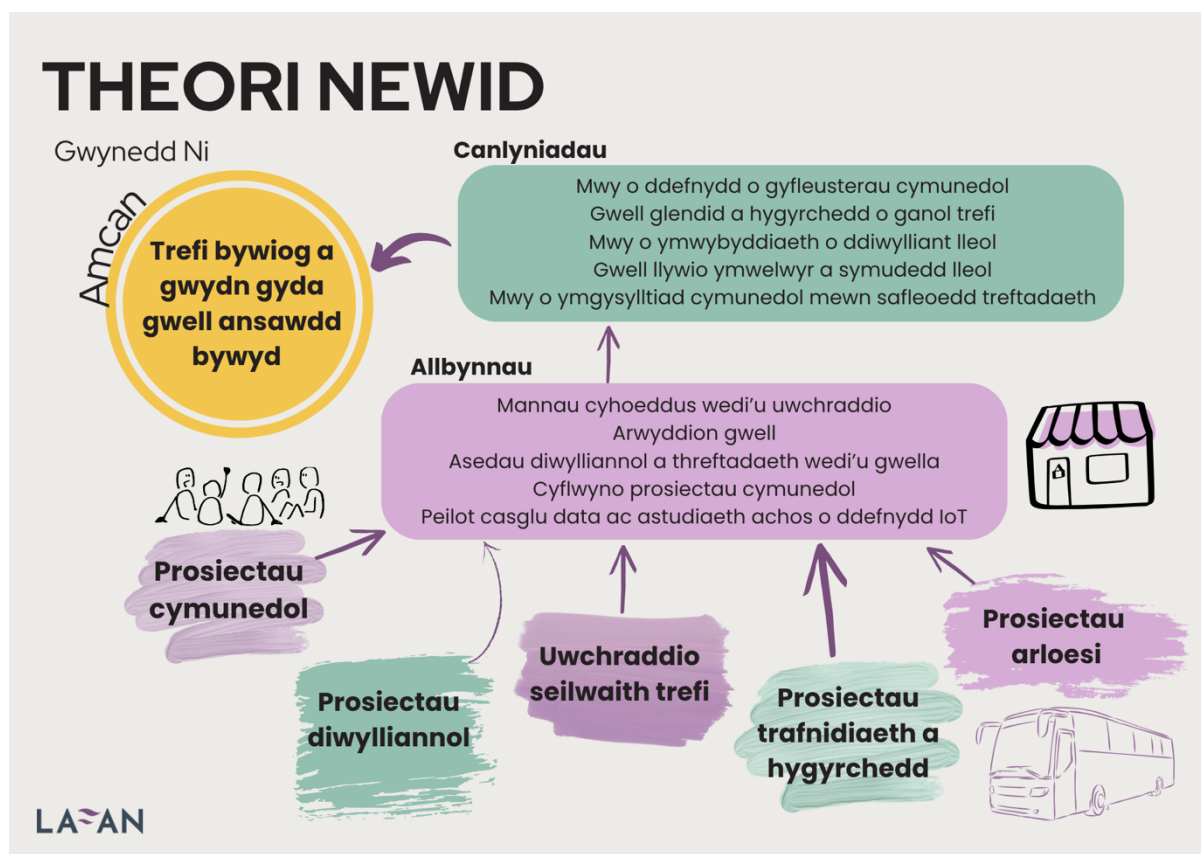 THEORI NEWID
Gwynedd Ni
Amcan
Trefi bywiog a
gwydn gyda
gwell ansawdd
bywyd
Canlyniadau
Mwy o ddefnydd o gyfleusterau cymunedol
Gwell glendid a hygyrchedd o ganol trefi
Mwy o ymwybyddiaeth o ddiwylliant lleol
Gwell llywio ymwelwyr a symudedd lleol
Mwy o ymgysylltiad cymunedol mewn safleoedd treftadaeth
Allbynnau
Mannau cyhoeddus wedi’u uwchraddio
Arwyddion gwell
Asedau diwylliannol a threftadaeth wedi’u gwella
Cyflwyno prosiectau cymunedol
Peilot casglu data ac astudiaeth achos o ddefnydd IoT
Prosiectau
cymunedol
Prosiectau
diwylliannol
Uwchraddio
seilwaith trefi
Prosiectau
trafnidiaeth a
hygyrchedd
Prosiectau
arloesi
LAFAN